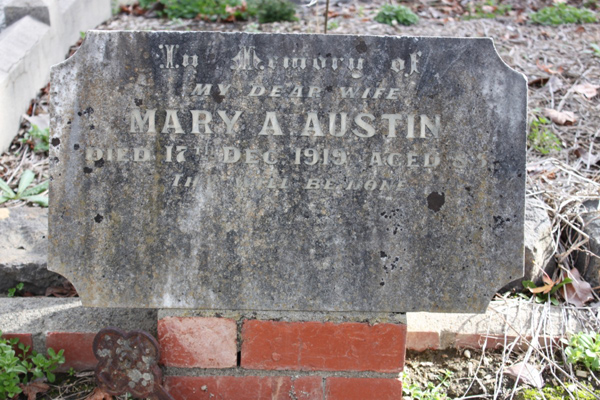 In Memory of
MY DEAR WIFE
MARY A AUSTIN
DIED 17TH DEC. 1919 AGED
THY WILL BE DONE